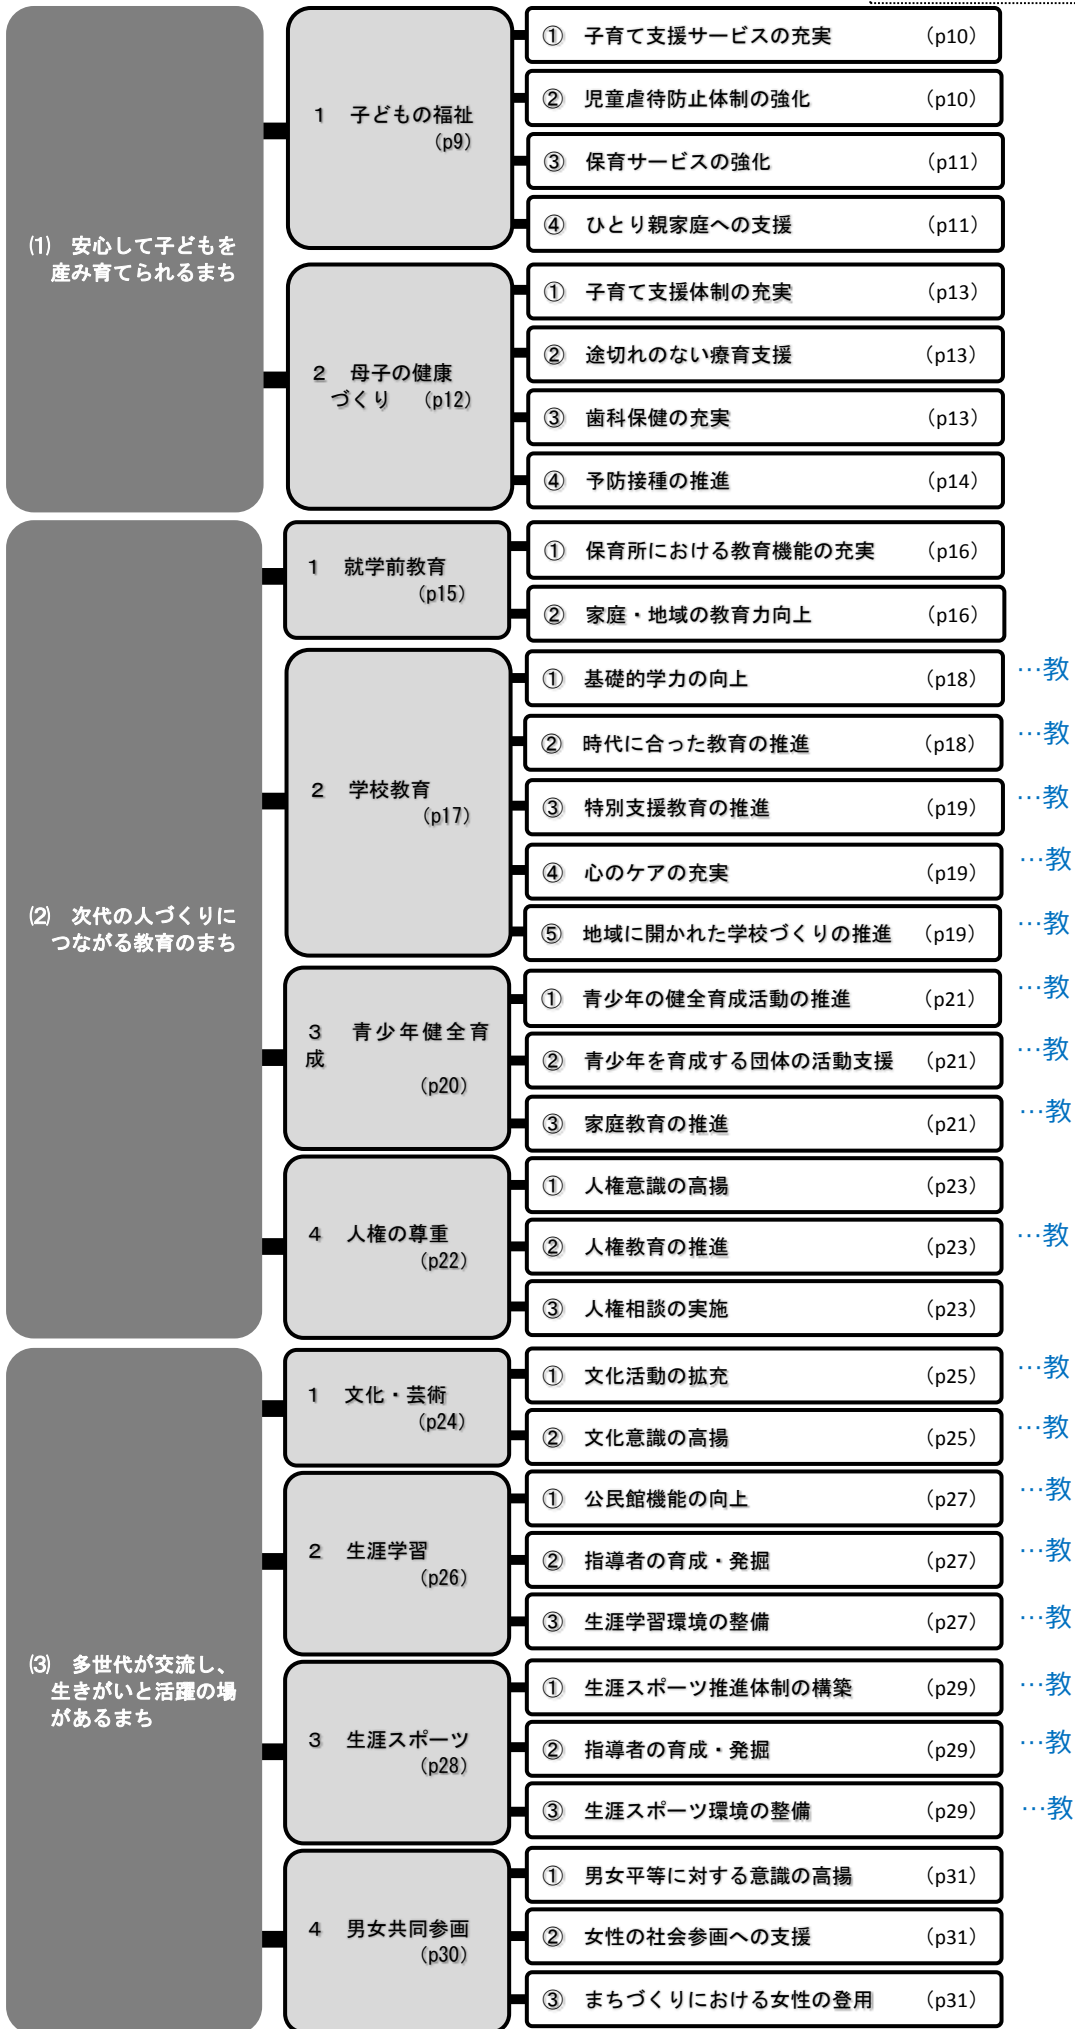 ⑴　安心して子どもを
産み育てられるまち
１　子どもの福祉
（p9）
①　子育て支援サービスの充実　（p10）
②　児童虐待防止体制の強化　（p10）
③　保育サービスの強化　（p11）
④　ひとり親家庭への支援　（p11）
２　母子の健康
づくり　（p12）
①　子育て支援体制の充実　（p13）
②　途切れのない療育支援　（p13）
③　歯科保健の充実　（p13）
④　予防接種の推進　（p14）
⑵　次代の人づくりに
つながる教育のまち
１　就学前教育
（p15）
①　保育所における教育機能の充実　（p16）
②　家庭・地域の教育力向上　（p16）
２　学校教育
（p17）
①　基礎的学力の向上　（p18）　…教
②　時代に合った教育の推進　（p18）　…教
③　特別支援教育の推進　（p19）　…教
④　心のケアの充実　（p19）　…教
⑤　地域に開かれた学校づくりの推進　（p19）　…教
３　青少年健全育
成
（p20）
①　青少年の健全育成活動の推進　（p21）　…教
②　青少年を育成する団体の活動支援　（p21）　…教
③　家庭教育の推進　（p21）　…教
４　人権の尊重
（p22）
①　人権意識の高揚　（p23）
②　人権教育の推進　（p23）　…教
③　人権相談の実施　（p23）
⑶　多世代が交流し、
生きがいと活躍の場
があるまち
１　文化・芸術
（p24）
①　文化活動の拡充　（p25）　…教
②　文化意識の高揚　（p25）　…教
２　生涯学習
（p26）
①　公民館機能の向上　（p27）　…教
②　指導者の育成・発掘　（p27）　…教
③　生涯学習環境の整備　（p27）　…教
３　生涯スポーツ
（p28）
①　生涯スポーツ推進体制の構築　（p29）　…教
②　指導者の育成・発掘　（p29）　…教
③　生涯スポーツ環境の整備　（p29）　…教
４　男女共同参画
（p30）
①　男女平等に対する意識の高揚　（p31）
②　女性の社会参画への支援　（p31）
③　まちづくりにおける女性の登用　（p31）